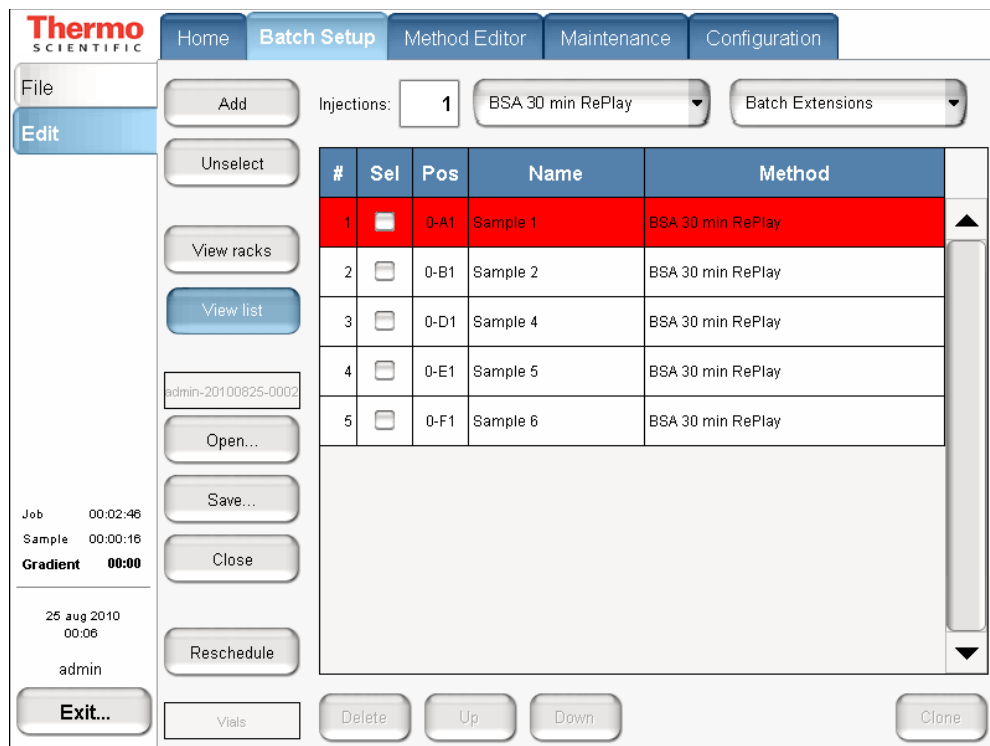 Thermo
SCIENTIFIC
Home
Batch Setup
Method Editor
Maintenance
Configuration
File
Edit
Add
Unselect
View racks
View list
admin-20100825-0002
Open...
Save...
Close
Reschedule
Vials
Injections: 1 BSA 30 min RePlay Batch Extensions
# Sel Pos Name Method
1 0-A1 Sample 1 BSA 30 min RePlay
2 0-B1 Sample 2 BSA 30 min RePlay
3 0-D1 Sample 4 BSA 30 min RePlay
4 0-E1 Sample 5 BSA 30 min RePlay
5 0-F1 Sample 6 BSA 30 min RePlay
Job 00:02:46
Sample 00:00:16
Gradient 00:00
25 aug 2010
00:06
admin
Exit...
Delete
Up
Down
Clone